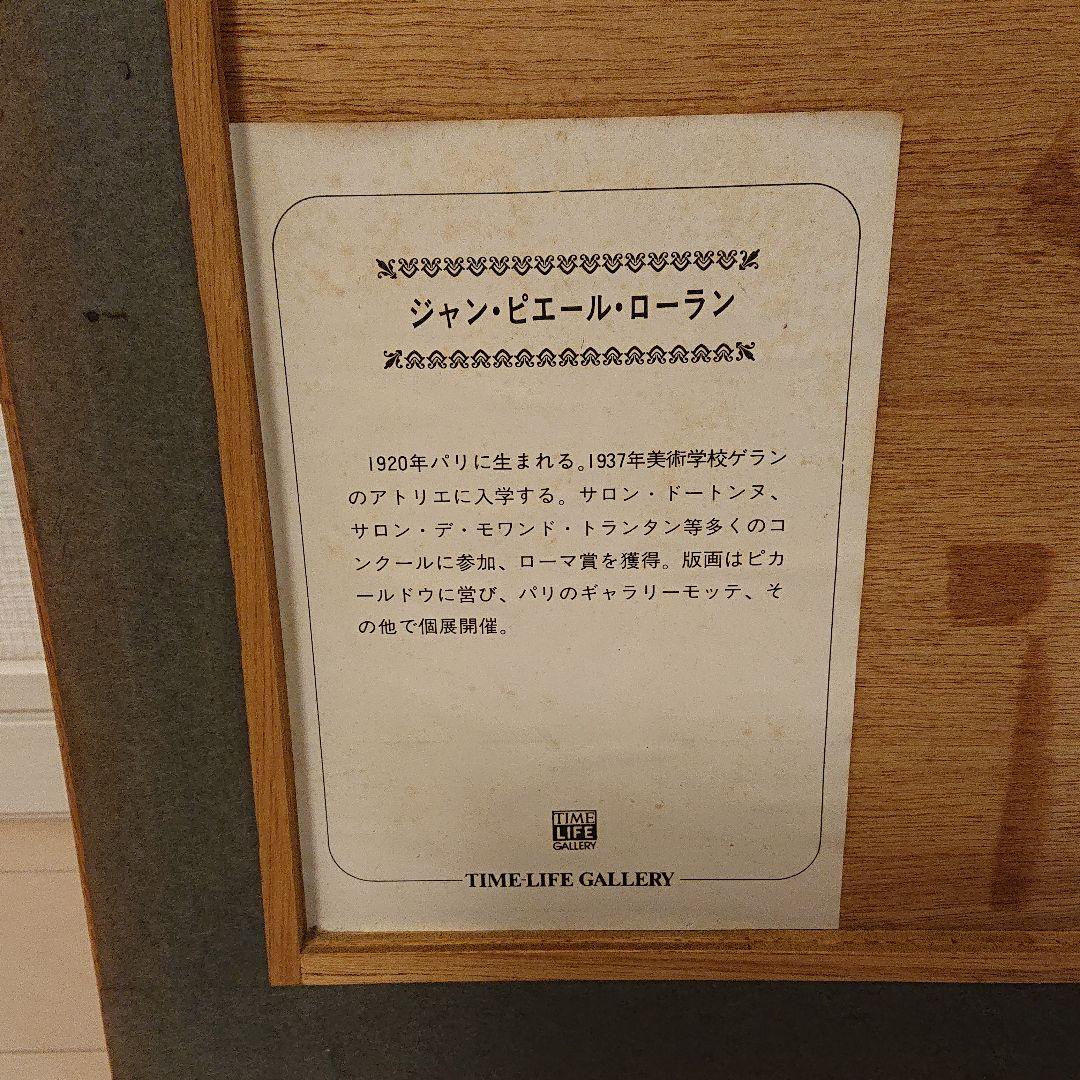 ジャン・ピエール・ローラン
1920年パリに生まれる。1937年美術学校ゲラン
のアトリエに入学する。サロン・ドートンヌ、
サロン・デ・モワンド・トランタン等多くのコ
ンクールに参加、ローマ賞を獲得。版画はピカ
ールドウに営び、パリのギャラリーモッテ、そ
の他で個展開催。
TIME
LIFE
GALLERY
TIME-LIFE GALLERY